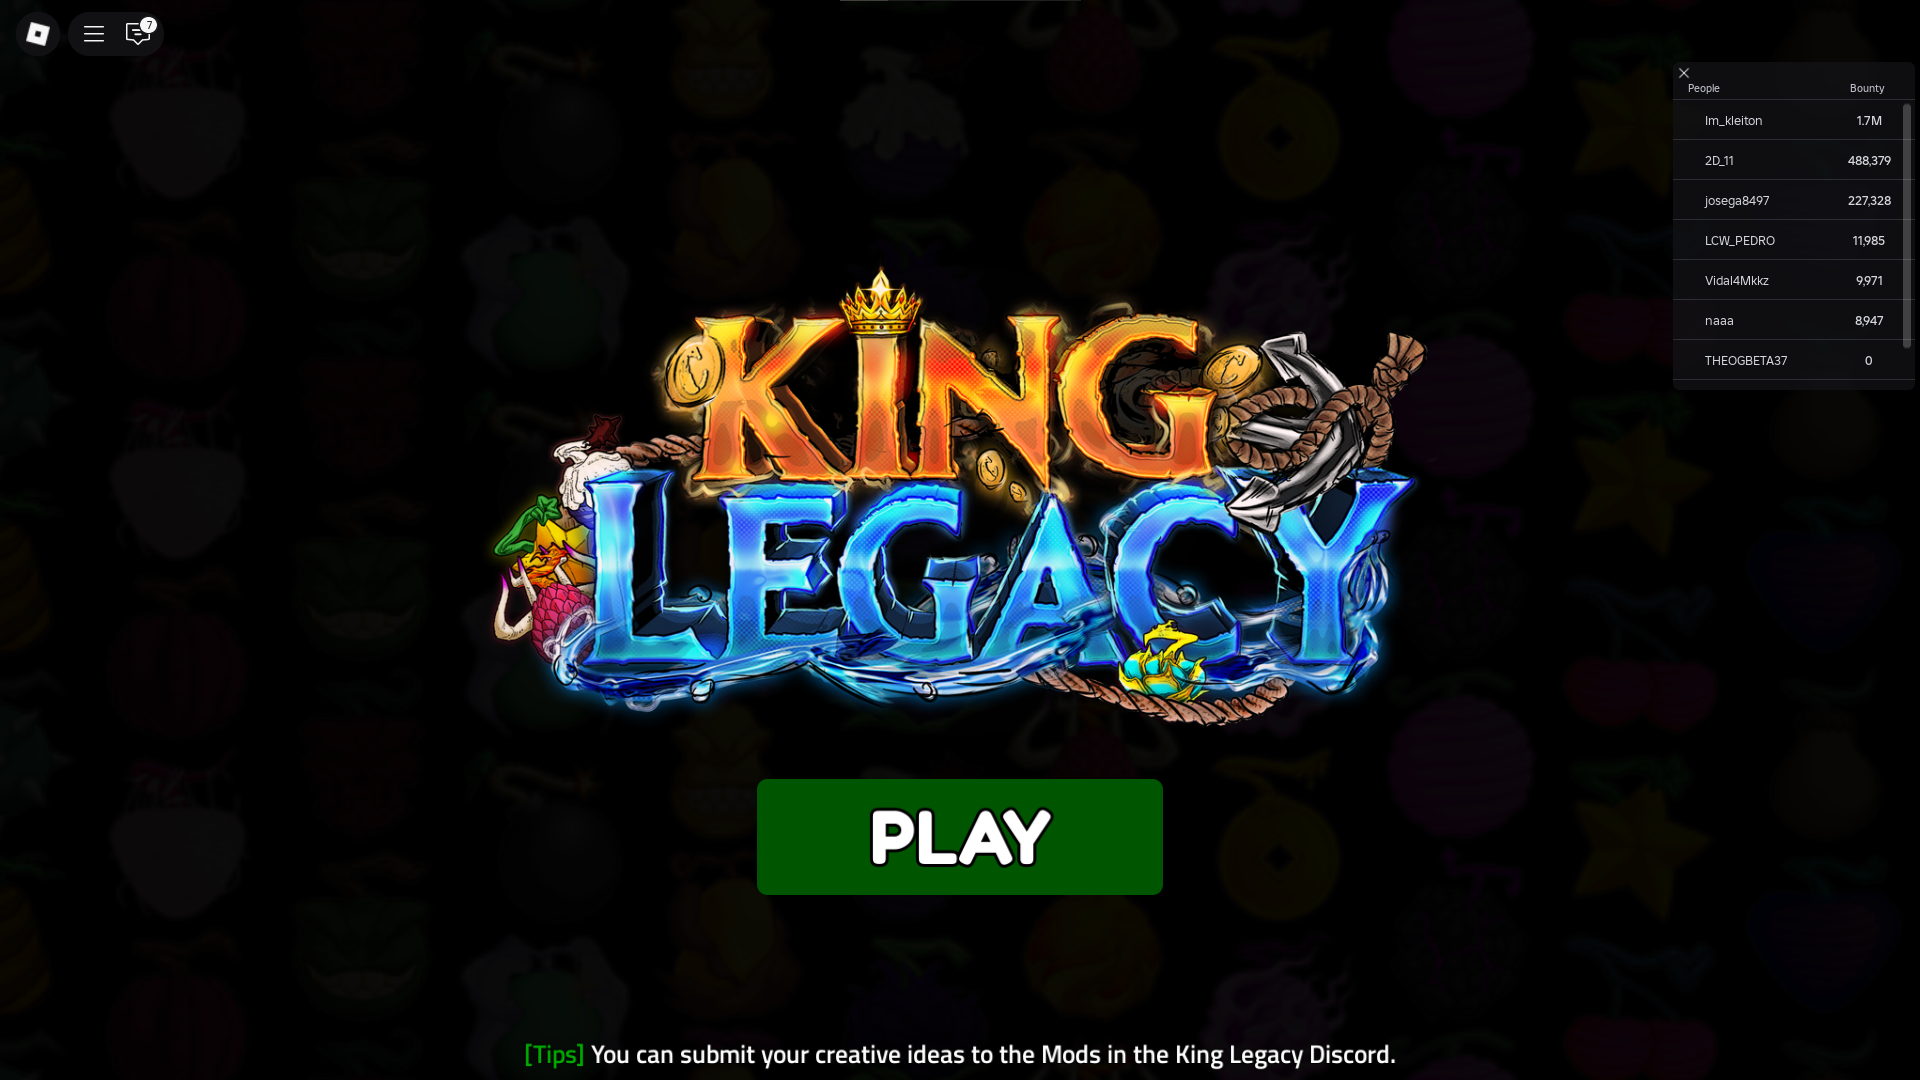 7
People Bounty
Im_kleiton 1.7M
2D_11 488,379
josega8497 227,328
LCW_PEDRO 11,985
Vidal4Mkkz 9,971
naaa 8,947
THEOGBETA37 0
KING
LEGACY
PLAY
[Tips] You can submit your creative ideas to the Mods in the King Legacy Discord.